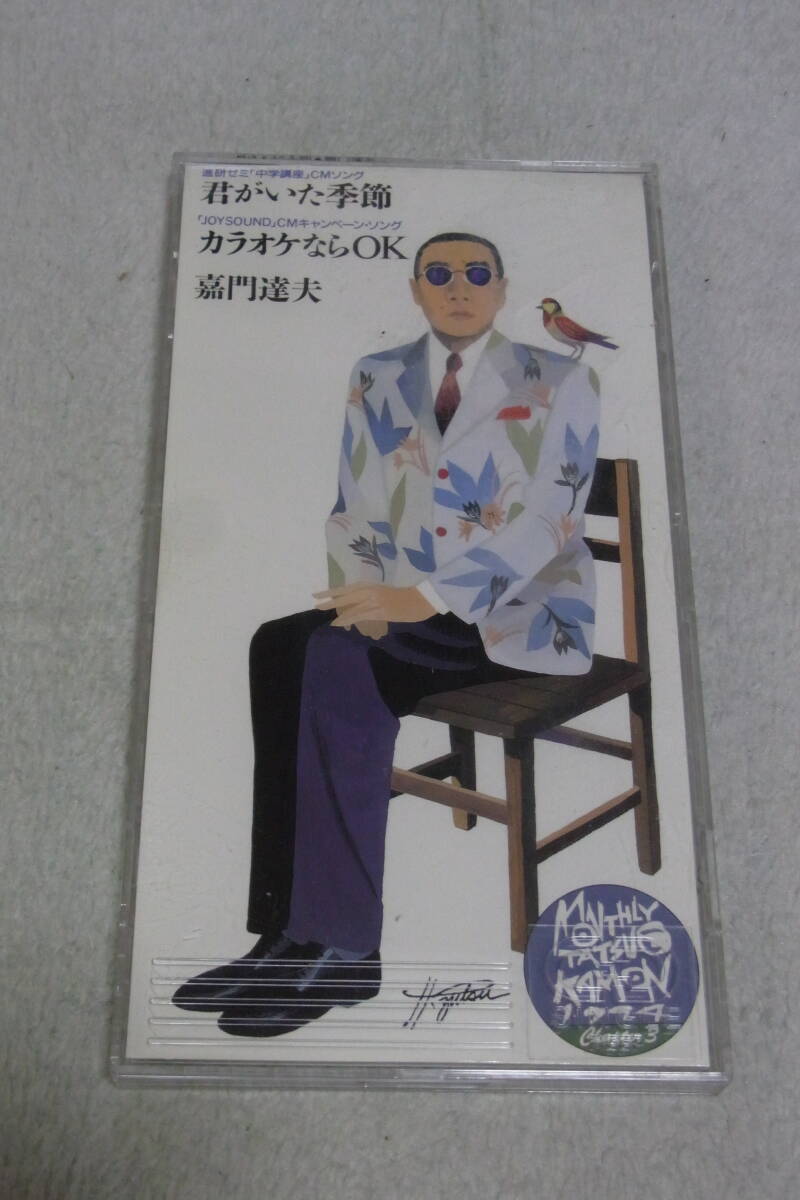 進研ゼミ「中学講座」CMソング
君がいた季節
「JOYSOUND」CMキャンペーン・ソング
カラオケならOK
嘉門達夫
MONTHLY
TATSUO
KAMON
1994